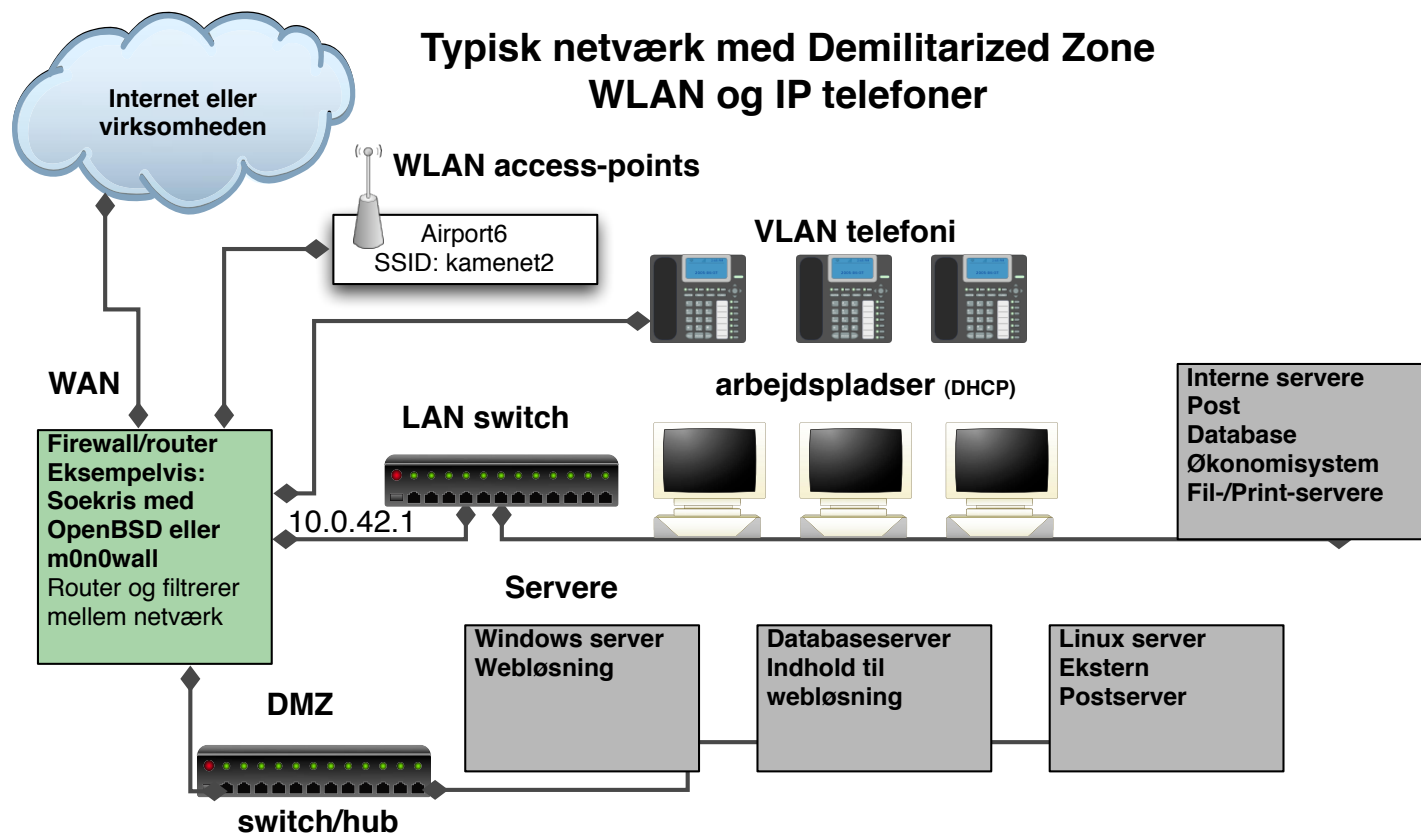 Typisk netværk med Demilitarized Zone
WLAN og IP telefoner
Internet eller
virksomheden
WLAN access-points
Airport6
SSID: kamenet2
VLAN telefoni
WAN
arbejdspladser (DHCP)
Interne servere
Post
Database
Økonomisystem
Fil-/Print-servere
LAN switch
Firewall/router
Eksempelvis:
Soekris med
OpenBSD eller
m0n0wall
Router og filtrerer
mellem netværk
10.0.42.1
Servere
Windows server
Webløsning
Databaseserver
Indhold til
webløsning
Linux server
Ekstern
Postserver
DMZ
switch/hub